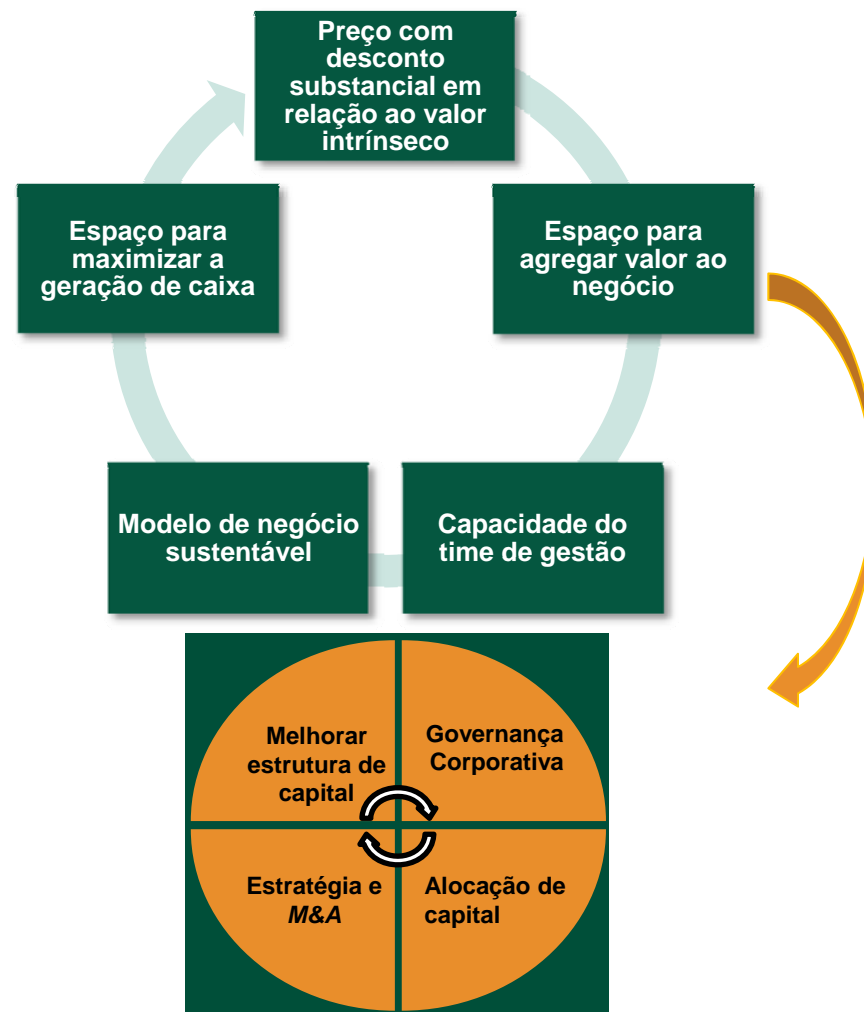 Preço com
desconto
substancial em
relação ao valor
intrínseco
Espaço para
maximizar a
geração de caixa
Espaço para
agregar valor ao
negócio
Modelo de negócio
sustentável
Capacidade do
time de gestão
Melhorar
estrutura de
capital
Governança
Corporativa
Estratégia e
M&A
Alocação de
capital